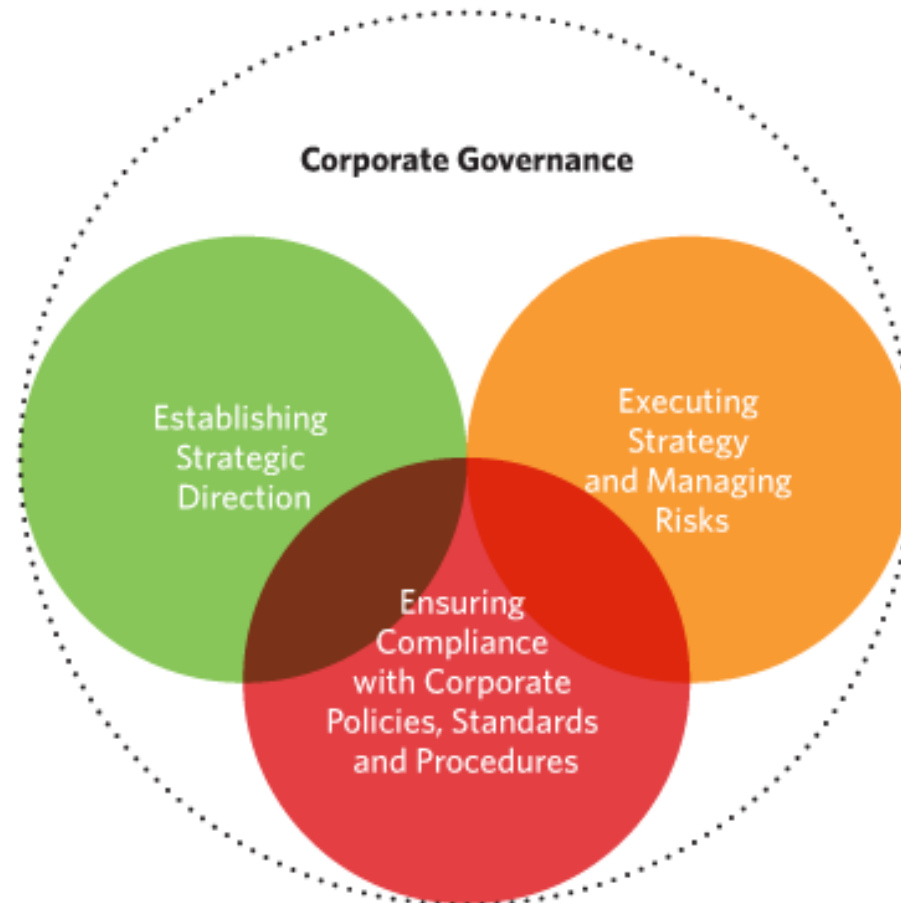 Corporate Governance
Establishing
Strategic
Direction
Executing
Strategy
and Managing
Risks
Ensuring
Compliance
with Corporate
Policies, Standards
and Procedures